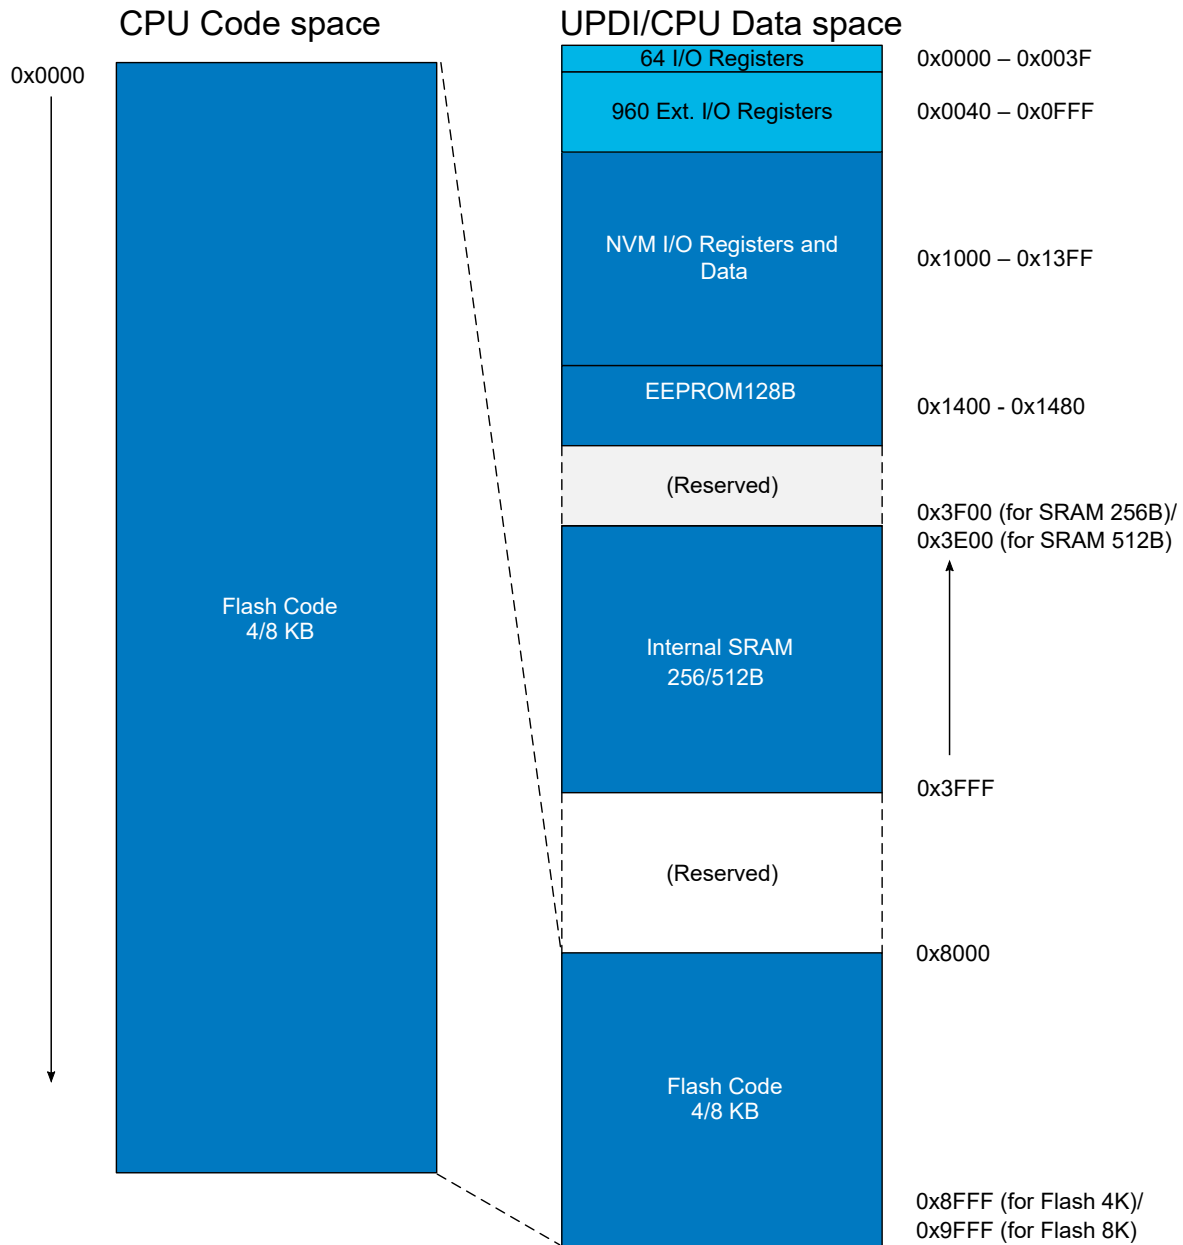 CPU Code space
UPDI/CPU Data space
0x0000
64 I/O Registers
0x0000 – 0x003F
960 Ext. I/O Registers
0x0040 – 0x0FFF
NVM I/O Registers and
Data
0x1000 – 0x13FF
EEPROM128B
0x1400 - 0x1480
(Reserved)
0x3F00 (for SRAM 256B)/
0x3E00 (for SRAM 512B)
Flash Code
4/8 KB
Internal SRAM
256/512B
0x3FFF
(Reserved)
0x8000
Flash Code
4/8 KB
0x8FFF (for Flash 4K)/
0x9FFF (for Flash 8K)